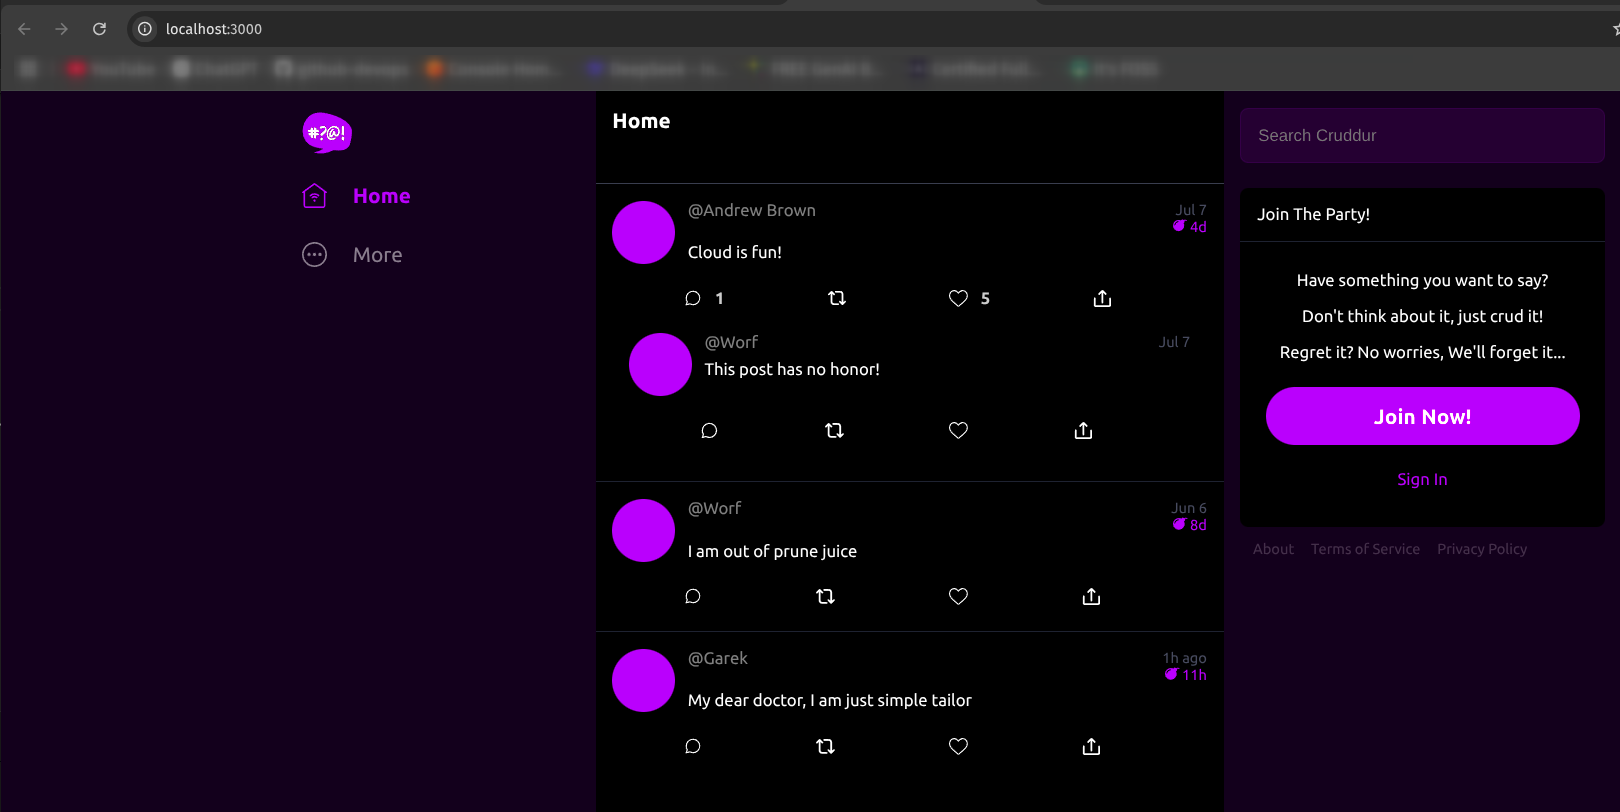 localhost:3000
#?@!
Home
More
Home
@Andrew Brown
Jul 7
4d
Cloud is fun!
1
5
@Worf
Jul 7
This post has no honor!
@Worf
Jun 6
8d
I am out of prune juice
@Garek
1h ago
11h
My dear doctor, I am just simple tailor
Search Cruddur
Join The Party!
Have something you want to say?
Don't think about it, just crud it!
Regret it? No worries, We'll forget it...
Join Now!
Sign In
About Terms of Service Privacy Policy